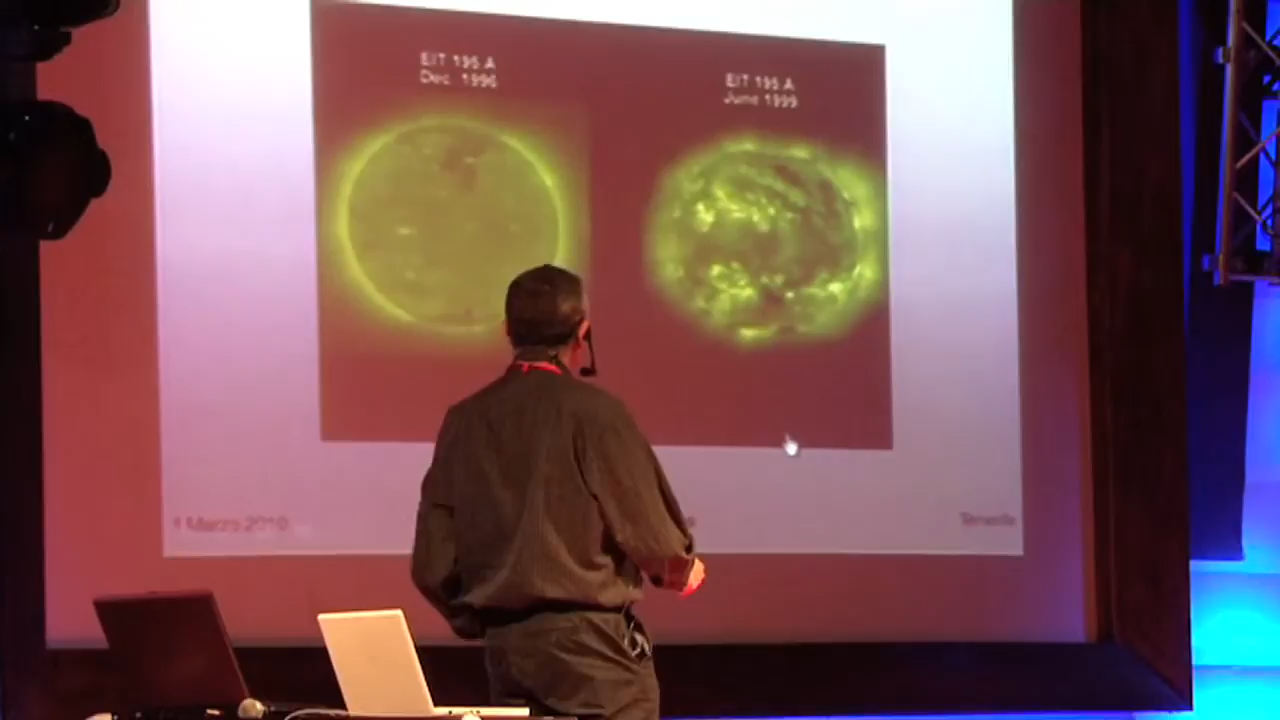 EIT 195 A
Dec. 1996
EIT 195 A
June 1999
Marzo 2010
Tenerife